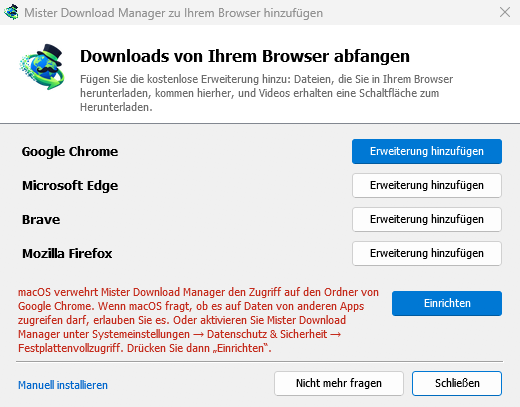 Mister Download Manager zu Ihrem Browser hinzufügen
Downloads von Ihrem Browser abfangen
Fügen Sie die kostenlose Erweiterung hinzu: Dateien, die Sie in Ihrem Browser
herunterladen, kommen hierher, und Videos erhalten eine Schaltfläche zum
Herunterladen.
Google Chrome
Erweiterung hinzufügen
Microsoft Edge
Erweiterung hinzufügen
Brave
Erweiterung hinzufügen
Mozilla Firefox
Erweiterung hinzufügen
macOS verwehrt Mister Download Manager den Zugriff auf den Ordner von
Google Chrome. Wenn macOS fragt, ob es auf Daten von anderen Apps
zugreifen darf, erlauben Sie es. Oder aktivieren Sie Mister Download
Manager unter Systemeinstellungen → Datenschutz & Sicherheit →
Festplattenvollzugriff. Drücken Sie dann „Einrichten“.
Einrichten
Manuell installieren
Nicht mehr fragen
Schließen